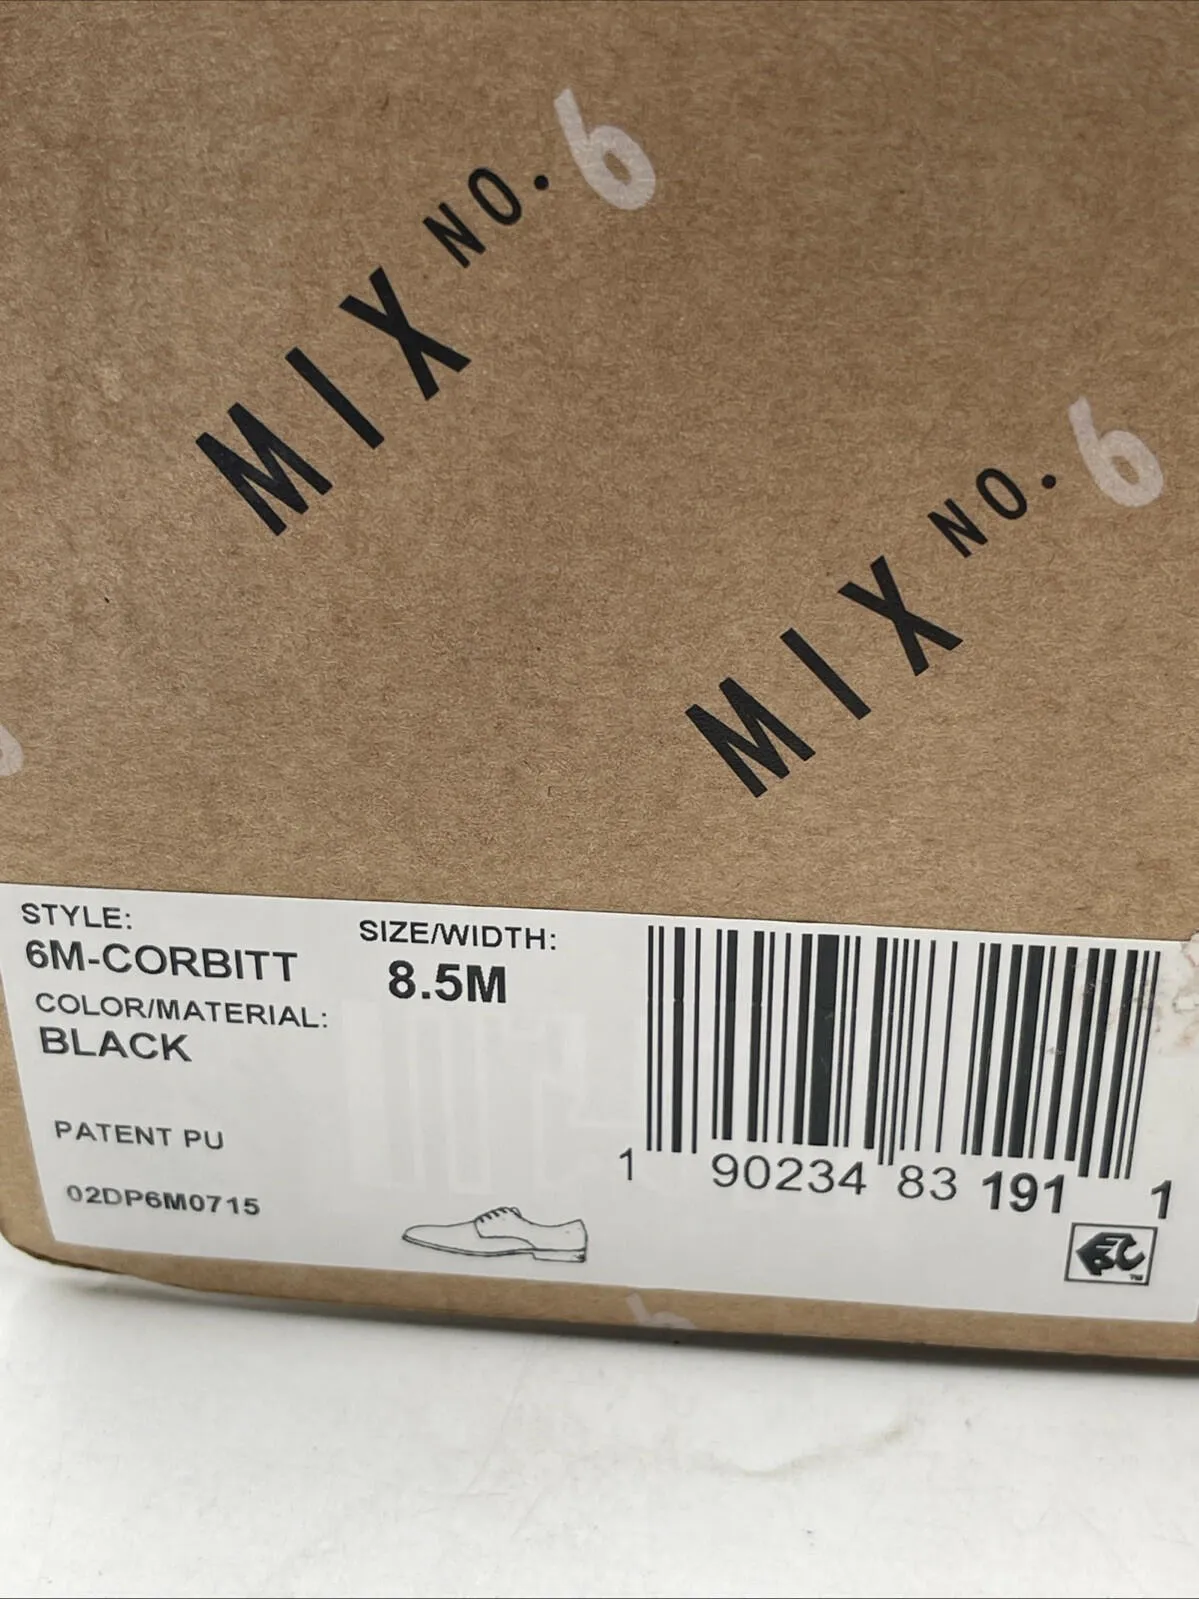 MIX NO. 6
MIX NO. 6
STYLE:
6M-CORBITT
SIZE/WIDTH:
8.5M
COLOR/MATERIAL:
BLACK
PATENT PU
02DP6M0715
1 90234 83 191 1